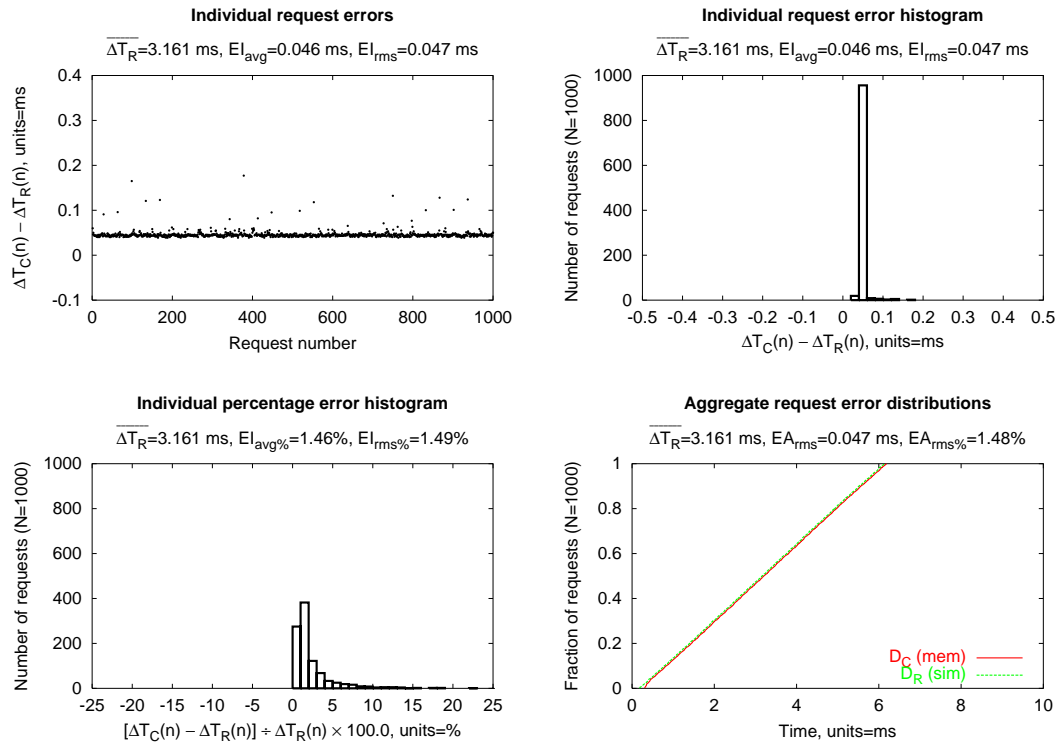 Individual request errors
ΔT_R=3.161 ms, EI_avg=0.046 ms, EI_rms=0.047 ms
ΔT_C(n) − ΔT_R(n), units=ms
0.4
0.3
0.2
0.1
0
-0.1
0 200 400 600 800 1000
Request number
Individual request error histogram
ΔT_R=3.161 ms, EI_avg=0.046 ms, EI_rms=0.047 ms
Number of requests (N=1000)
1000
800
600
400
200
0
-0.5 -0.4 -0.3 -0.2 -0.1 0 0.1 0.2 0.3 0.4 0.5
ΔT_C(n) − ΔT_R(n), units=ms
Individual percentage error histogram
ΔT_R=3.161 ms, EI_avg%=1.46%, EI_rms%=1.49%
Number of requests (N=1000)
1000
800
600
400
200
0
-25 -20 -15 -10 -5 0 5 10 15 20 25
[ΔT_C(n) − ΔT_R(n)] ÷ ΔT_R(n) × 100.0, units=%
Aggregate request error distributions
ΔT_R=3.161 ms, EA_rms=0.047 ms, EA_rms%=1.48%
Fraction of requests (N=1000)
1
0.8
0.6
0.4
0.2
0
D_C (mem)
D_R (sim)
0 2 4 6 8 10
Time, units=ms